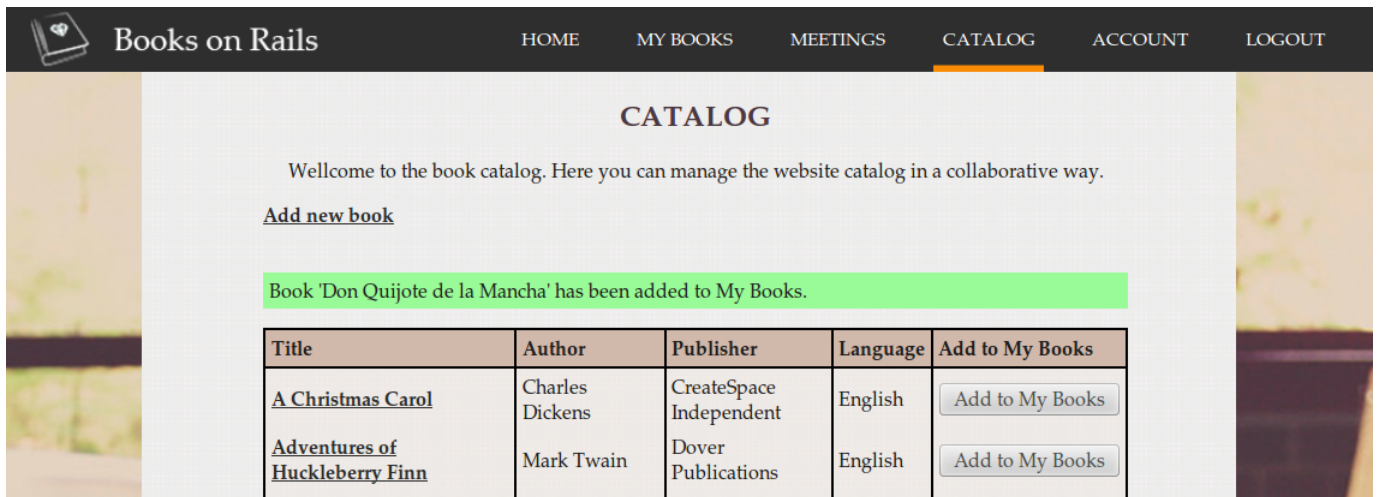 Books on Rails HOME MY BOOKS MEETINGS CATALOG ACCOUNT LOGOUT
CATALOG
Wellcome to the book catalog. Here you can manage the website catalog in a collaborative way.
Add new book
Book 'Don Quijote de la Mancha' has been added to My Books.
Title Author Publisher Language Add to My Books
A Christmas Carol Charles Dickens CreateSpace Independent English Add to My Books
Adventures of Huckleberry Finn Mark Twain Dover Publications English Add to My Books